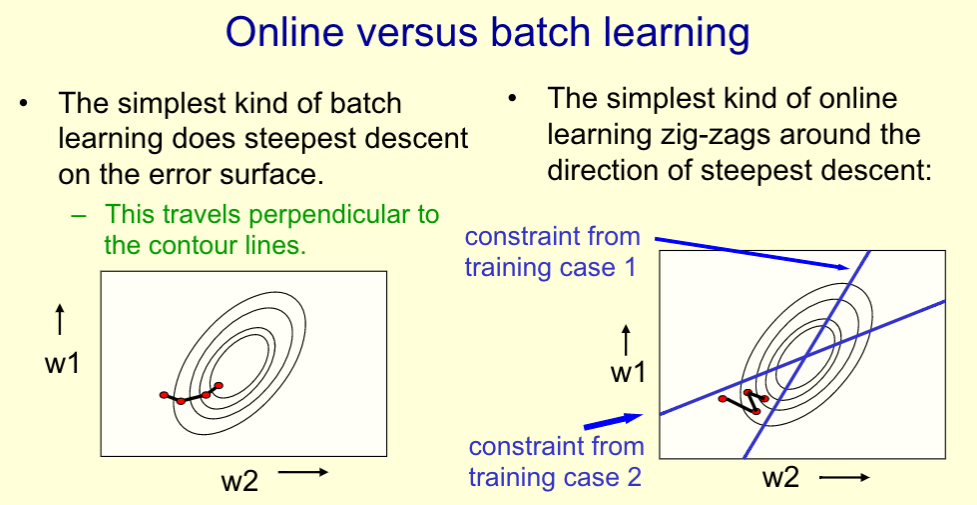 Online versus batch learning
• The simplest kind of batch
learning does steepest descent
on the error surface.
– This travels perpendicular to
the contour lines.
w1
w2
• The simplest kind of online
learning zig-zags around the
direction of steepest descent:
constraint from
training case 1
w1
constraint from
training case 2
w2